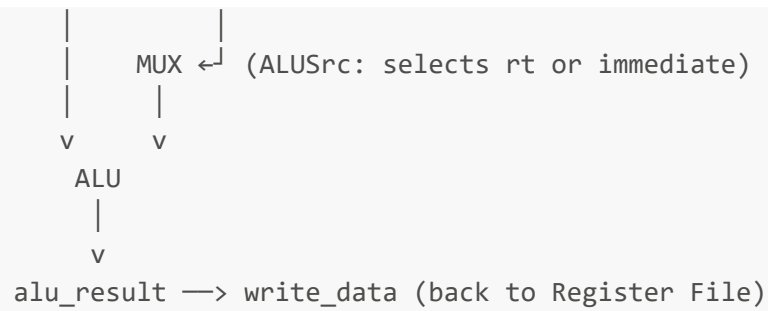 │ │
│ MUX ←┘ (ALUSrc: selects rt or immediate)
│ │
v v
ALU
│
v
alu_result ──> write_data (back to Register File)